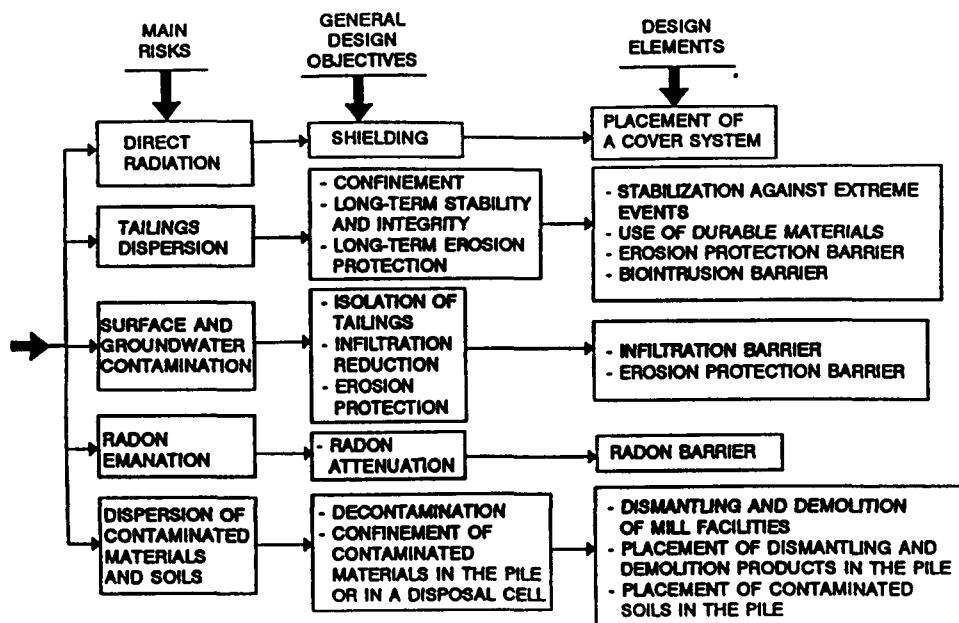 MAIN
RISKS
GENERAL
DESIGN
OBJECTIVES
DESIGN
ELEMENTS
DIRECT
RADIATION
SHIELDING
PLACEMENT OF
A COVER SYSTEM
TAILINGS
DISPERSION
- CONFINEMENT
- LONG-TERM STABILITY
AND INTEGRITY
- LONG-TERM EROSION
PROTECTION
- STABILIZATION AGAINST EXTREME
EVENTS
- USE OF DURABLE MATERIALS
- EROSION PROTECTION BARRIER
- BIOINTRUSION BARRIER
SURFACE AND
GROUNDWATER
CONTAMINATION
- ISOLATION OF
TAILINGS
- INFILTRATION
REDUCTION
- EROSION
PROTECTION
- INFILTRATION BARRIER
- EROSION PROTECTION BARRIER
RADON
EMANATION
- RADON
ATTENUATION
RADON BARRIER
DISPERSION OF
CONTAMINATED
MATERIALS
AND SOILS
- DECONTAMINATION
- CONFINEMENT OF
CONTAMINATED
MATERIALS IN THE PILE
OR IN A DISPOSAL CELL
- DISMANTLING AND DEMOLITION
OF MILL FACILITIES
- PLACEMENT OF DISMANTLING AND
DEMOLITION PRODUCTS IN THE PILE
- PLACEMENT OF CONTAMINATED
SOILS IN THE PILE